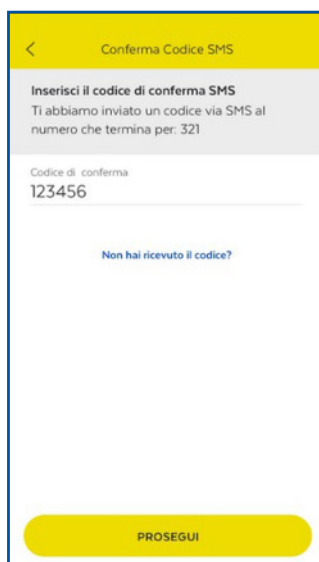 Conferma Codice SMS
Inserisci il codice di conferma SMS
Ti abbiamo inviato un codice via SMS al
numero che termina per: 321
Codice di conferma
123456
Non hai ricevuto il codice?
PROSEGUI